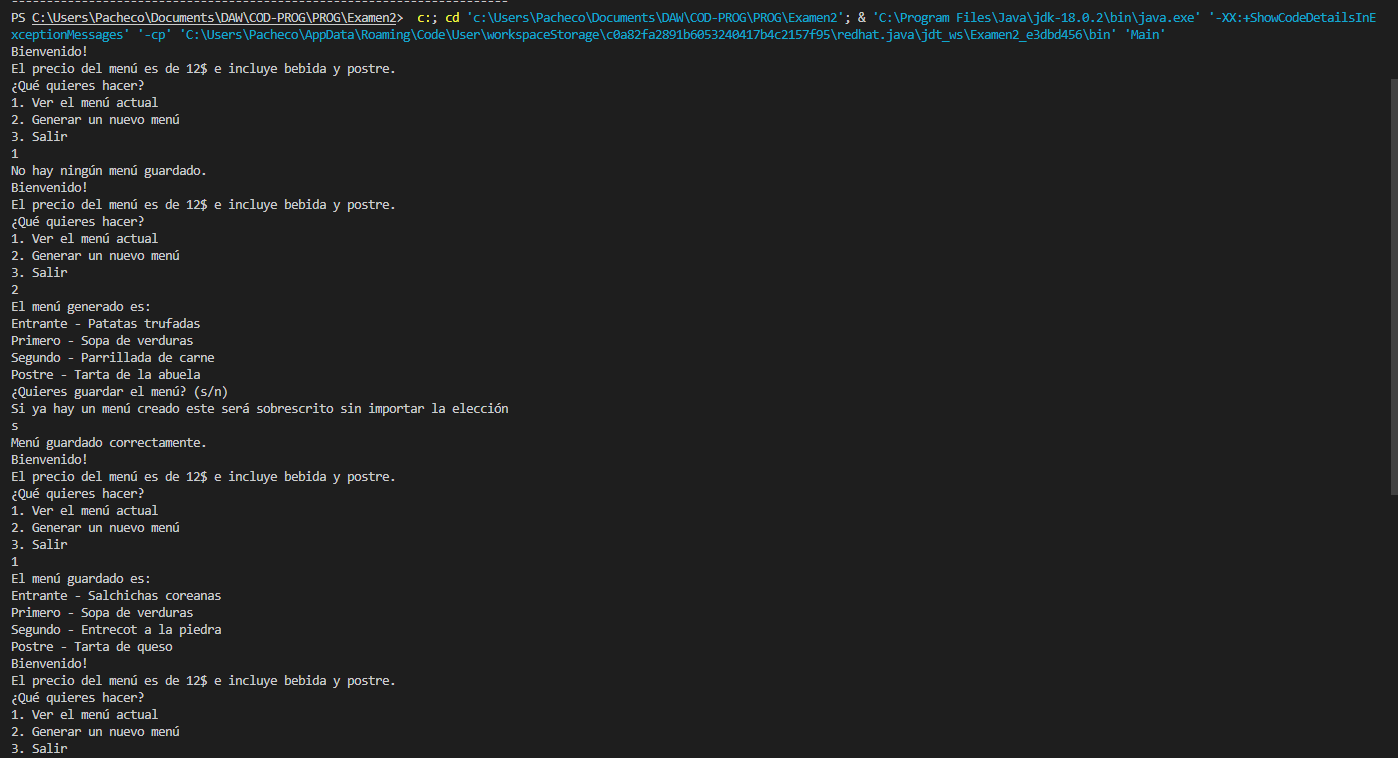 PS C:\Users\Pacheco\Documents\DAW\COD-PROG\PROG\Examen2>  c:; cd 'c:\Users\Pacheco\Documents\DAW\COD-PROG\PROG\Examen2'; & 'C:\Program Files\Java\jdk-18.0.2\bin\java.exe' '-XX:+ShowCodeDetailsInE
xceptionMessages' '-cp' 'C:\Users\Pacheco\AppData\Roaming\Code\User\workspaceStorage\c0a82fa2891b6053240417b4c2157f95\redhat.java\jdt_ws\Examen2_e3dbd456\bin' 'Main'
Bienvenido!
El precio del menú es de 12$ e incluye bebida y postre.
¿Qué quieres hacer?
1. Ver el menú actual
2. Generar un nuevo menú
3. Salir
1
No hay ningún menú guardado.
Bienvenido!
El precio del menú es de 12$ e incluye bebida y postre.
¿Qué quieres hacer?
1. Ver el menú actual
2. Generar un nuevo menú
3. Salir
2
El menú generado es:
Entrante - Patatas trufadas
Primero - Sopa de verduras
Segundo - Parrillada de carne
Postre - Tarta de la abuela
¿Quieres guardar el menú? (s/n)
Si ya hay un menú creado este será sobrescrito sin importar la elección
s
Menú guardado correctamente.
Bienvenido!
El precio del menú es de 12$ e incluye bebida y postre.
¿Qué quieres hacer?
1. Ver el menú actual
2. Generar un nuevo menú
3. Salir
1
El menú guardado es:
Entrante - Salchichas coreanas
Primero - Sopa de verduras
Segundo - Entrecot a la piedra
Postre - Tarta de queso
Bienvenido!
El precio del menú es de 12$ e incluye bebida y postre.
¿Qué quieres hacer?
1. Ver el menú actual
2. Generar un nuevo menú
3. Salir